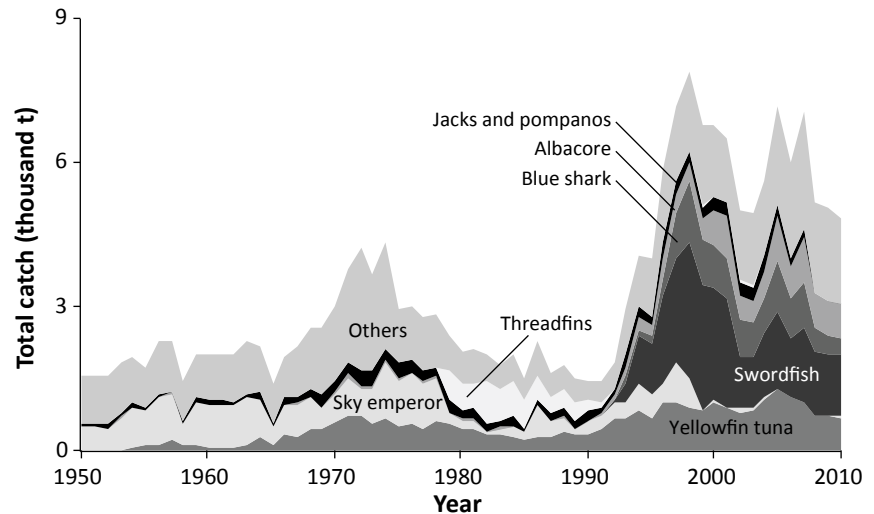 Total catch (thousand t)
9
6
3
0
Jacks and pompanos
Albacore
Blue shark
Threadfins
Others
Sky emperor
Swordfish
Yellowfin tuna
1950 1960 1970 1980 1990 2000 2010
Year